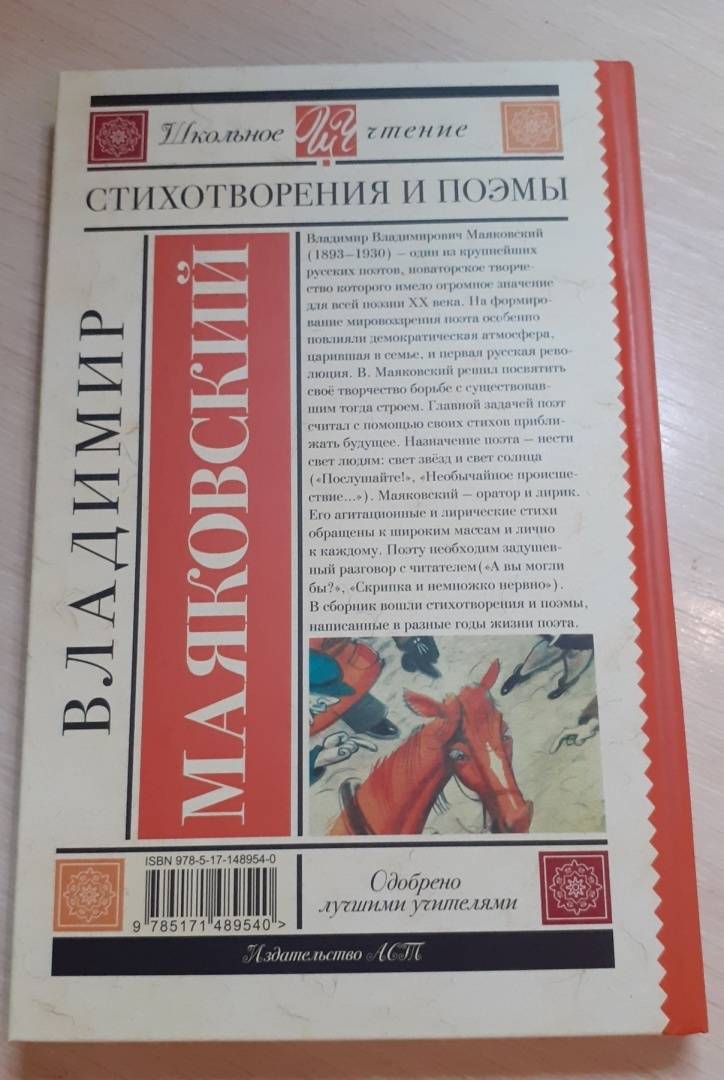 Школьное ШЧ чтение
СТИХОТВОРЕНИЯ И ПОЭМЫ
ВЛАДИМИР
МАЯКОВСКИЙ
Владимир Владимирович Маяковский
(1893—1930) — один из крупнейших
русских поэтов, новаторское творче-
ство которого имело огромное значение
для всей поэзии XX века. На формиро-
вание мировоззрения поэта особенно
повлияли демократическая атмосфера,
царившая в семье, и первая русская рево-
люция. В. Маяковский решил посвятить
своё творчество борьбе с существовав-
шим тогда строем. Главной задачей поэт
считал с помощью своих стихов прибли-
жать будущее. Назначение поэта — нести
свет людям: свет звёзд и свет солнца
(«Послушайте!», «Необычайное происше-
ствие...»). Маяковский — оратор и лирик.
Его агитационные и лирические стихи
обращены к широким массам и лично
к каждому. Поэту необходим задушев-
ный разговор с читателем(«А вы могли
бы?», «Скрипка и немножко нервно»).
В сборник вошли стихотворения и поэмы,
написанные в разные годы жизни поэта.
ISBN 978-5-17-148954-0
9 785171 489540 >
Одобрено
лучшими учителями
Издательство АСТ